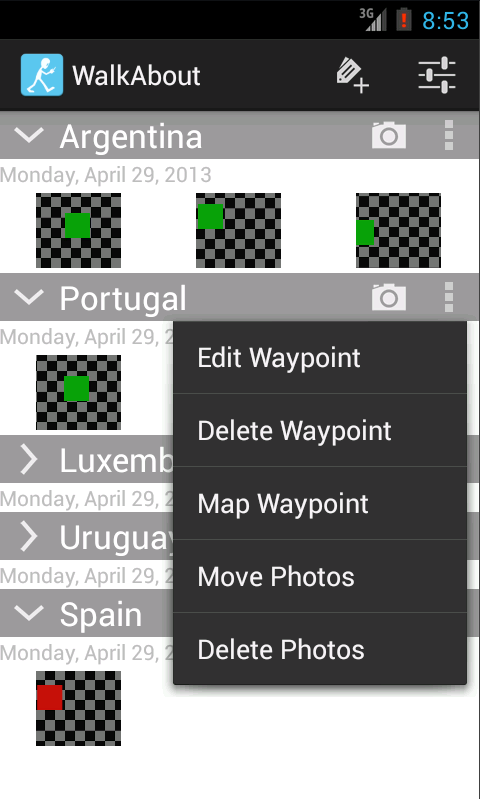 3G 8:53
WalkAbout
Argentina
Monday, April 29, 2013
Portugal
Monday, April 29, 2
Edit Waypoint
Delete Waypoint
Luxemb
Monday, April 29, 2
Map Waypoint
Uruguay
Monday, April 29, 2
Move Photos
Spain
Monday, April 29, 2
Delete Photos